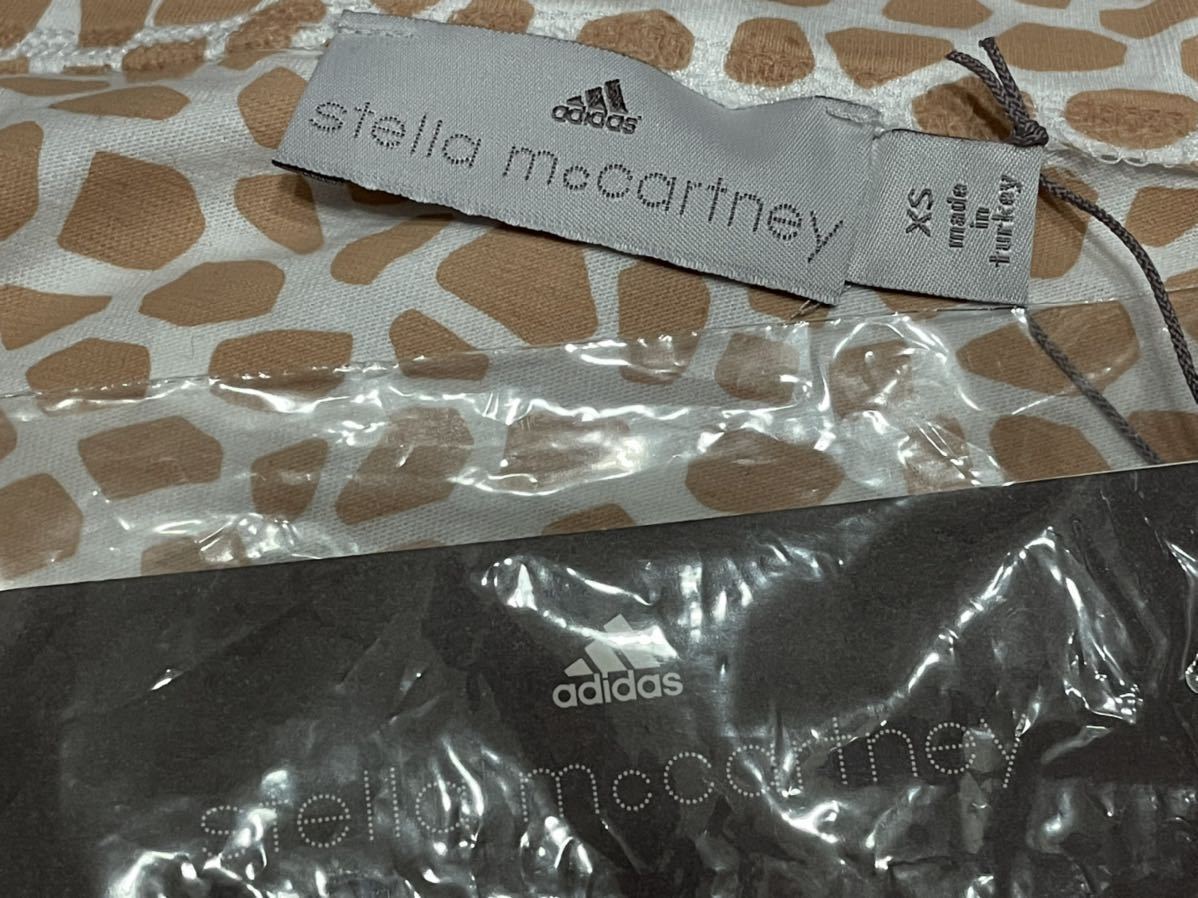 adidas
stella mcCartney
XS
made
in
turkey
adidas
stella mcCartney